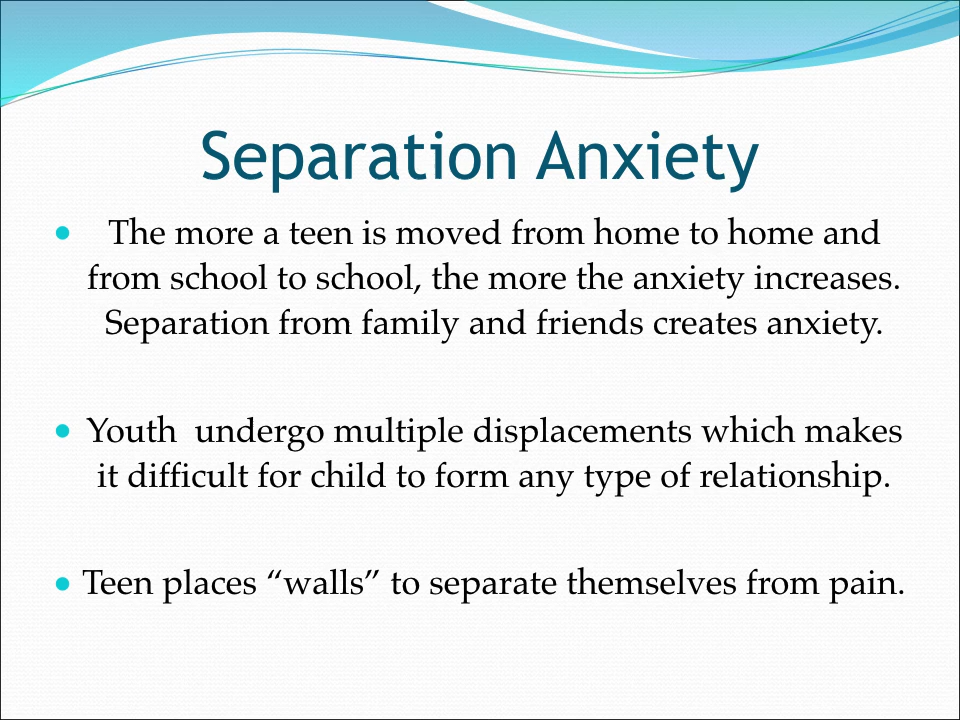 Separation Anxiety
• The more a teen is moved from home to home and
from school to school, the more the anxiety increases.
Separation from family and friends creates anxiety.
• Youth  undergo multiple displacements which makes
it difficult for child to form any type of relationship.
• Teen places “walls” to separate themselves from pain.